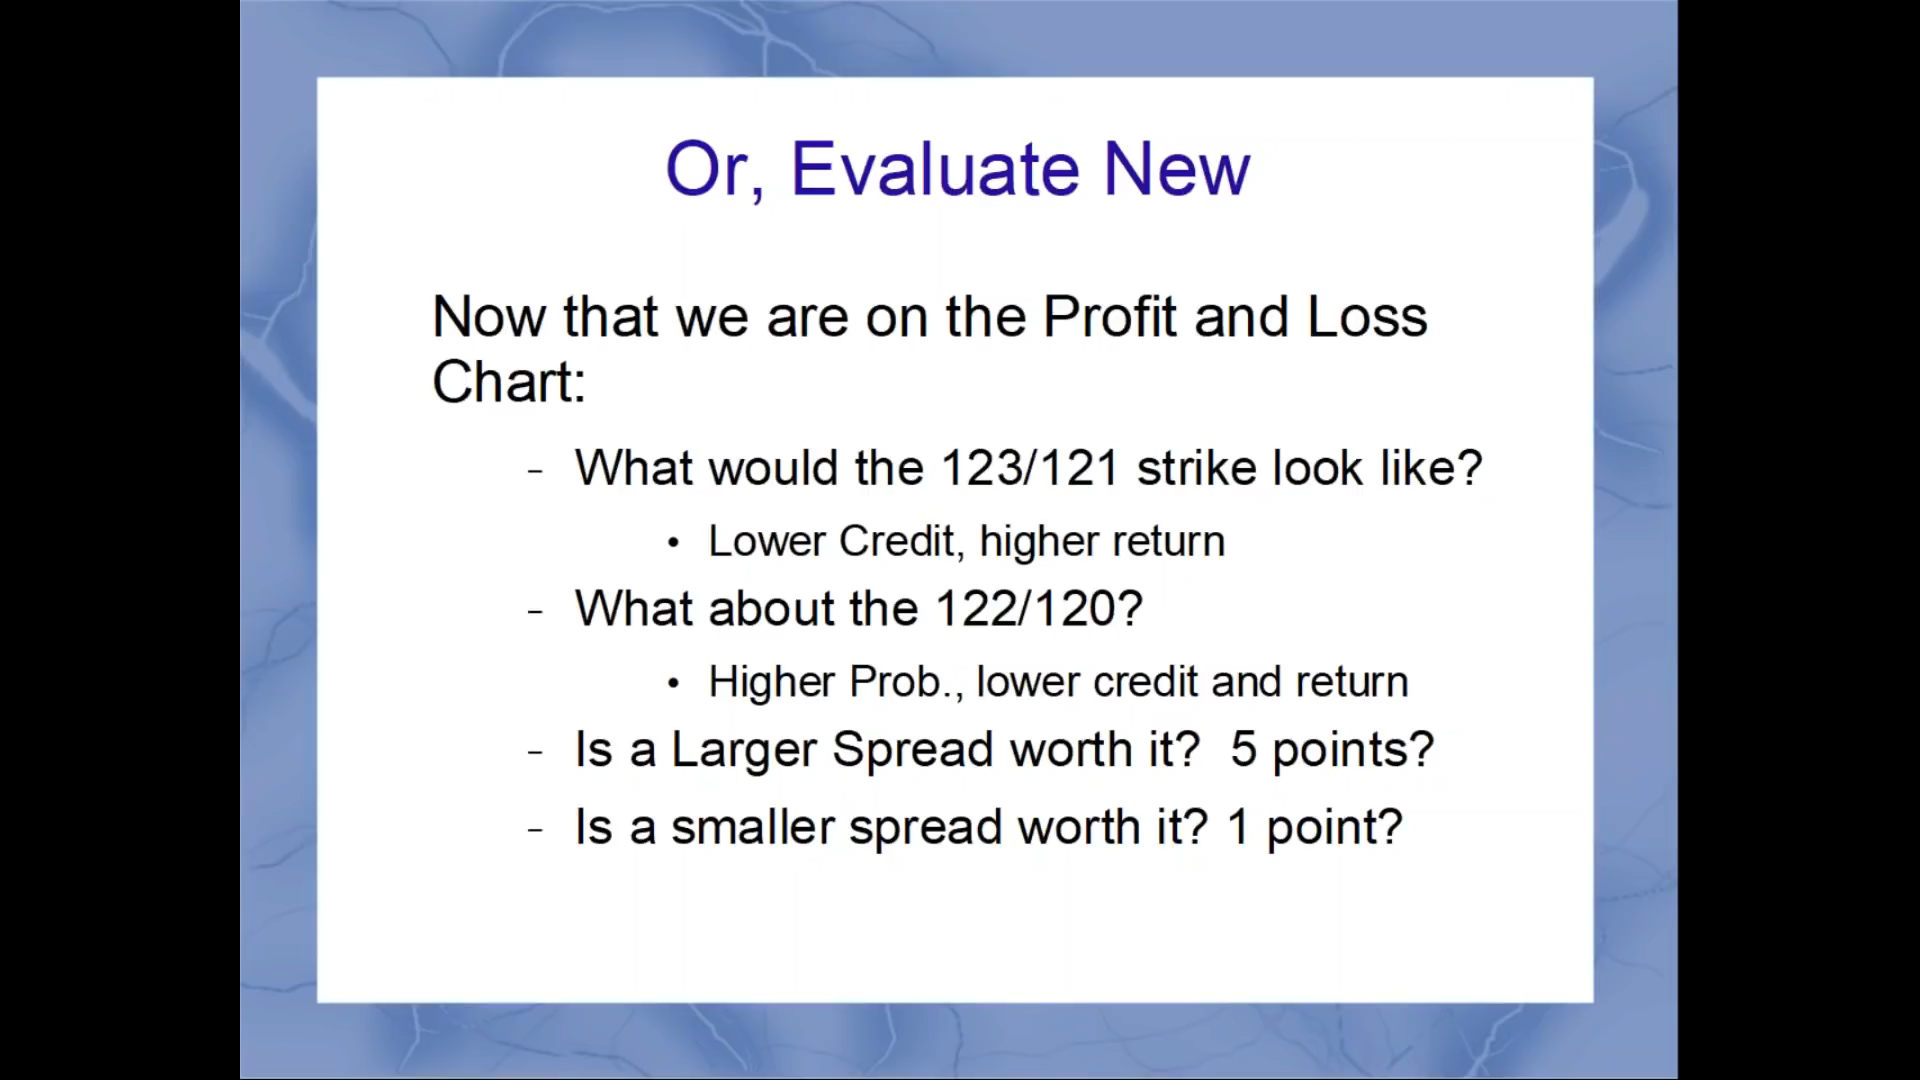 Or, Evaluate New
Now that we are on the Profit and Loss
Chart:
- What would the 123/121 strike look like?
• Lower Credit, higher return
- What about the 122/120?
• Higher Prob., lower credit and return
- Is a Larger Spread worth it? 5 points?
- Is a smaller spread worth it? 1 point?